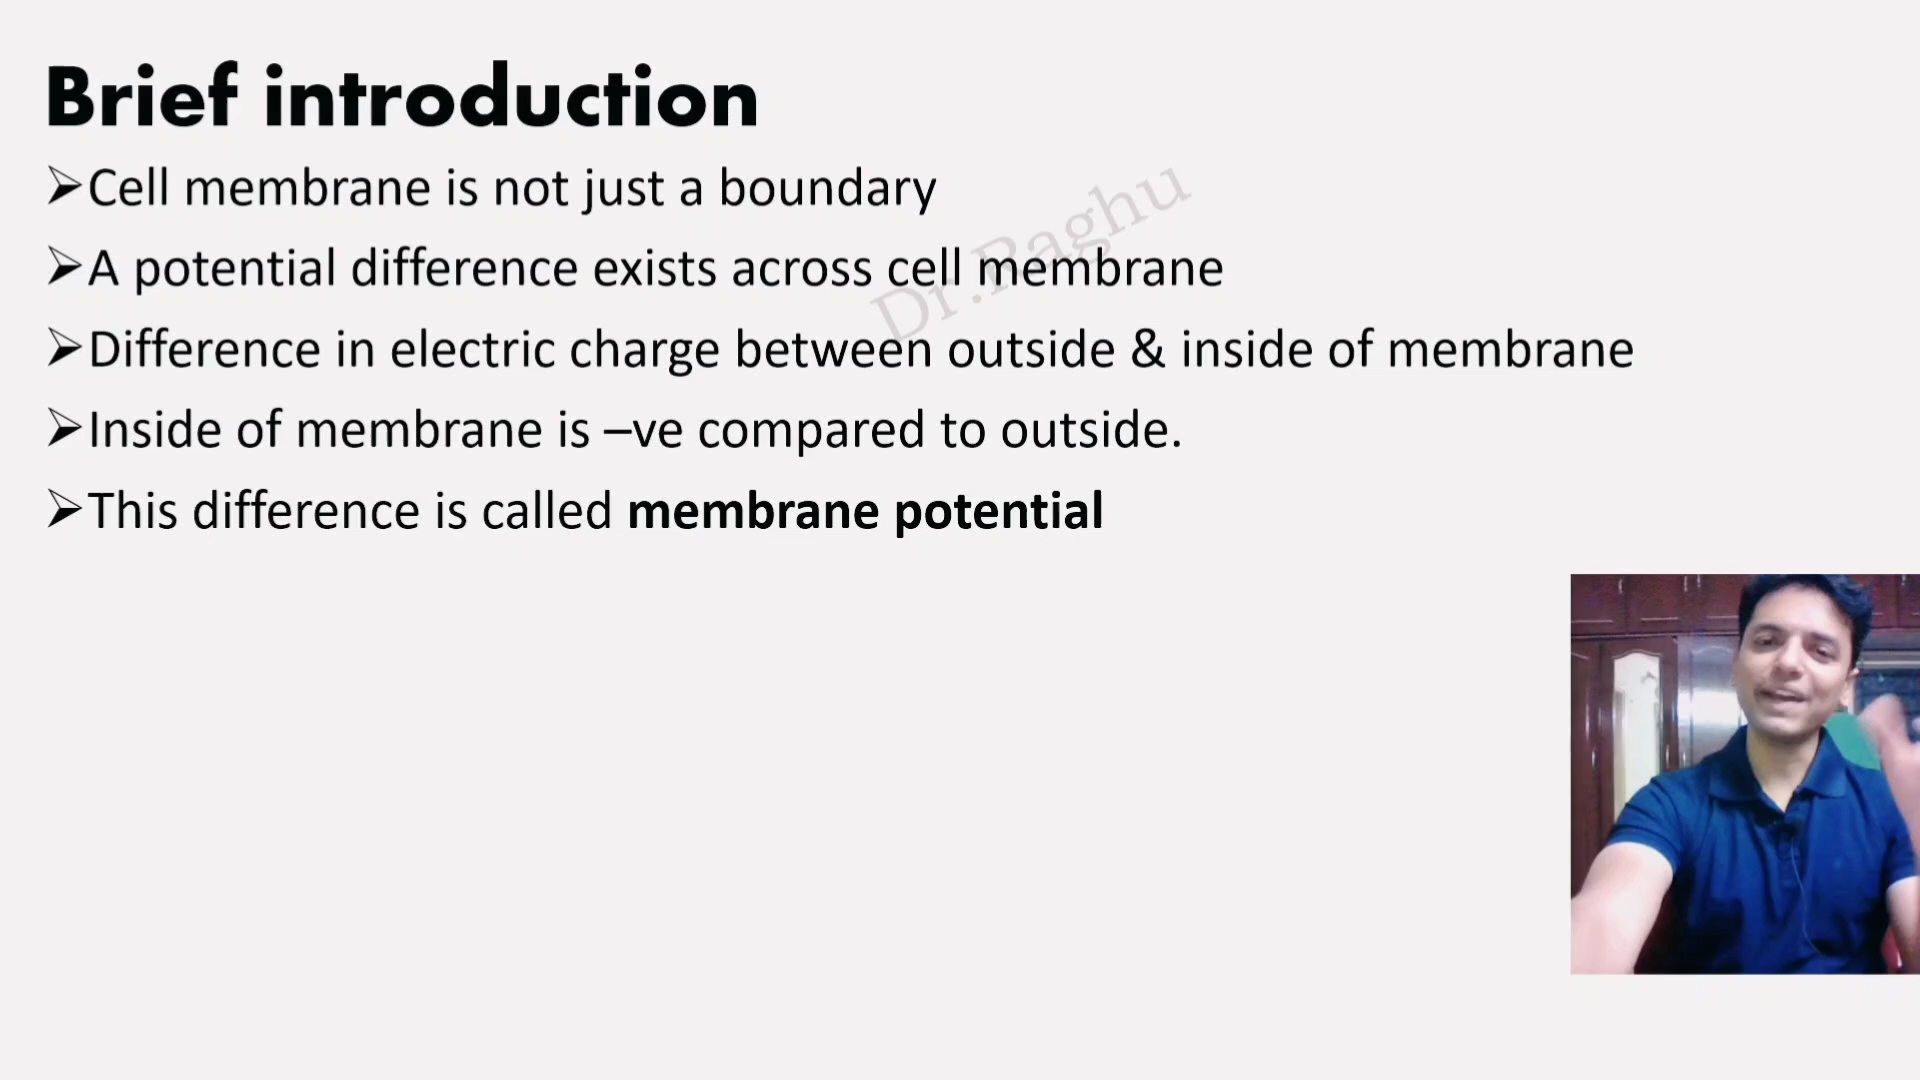 Brief introduction
➢Cell membrane is not just a boundary
➢A potential difference exists across cell membrane
➢Difference in electric charge between outside & inside of membrane
➢Inside of membrane is –ve compared to outside.
➢This difference is called membrane potential
Dr.Raghu